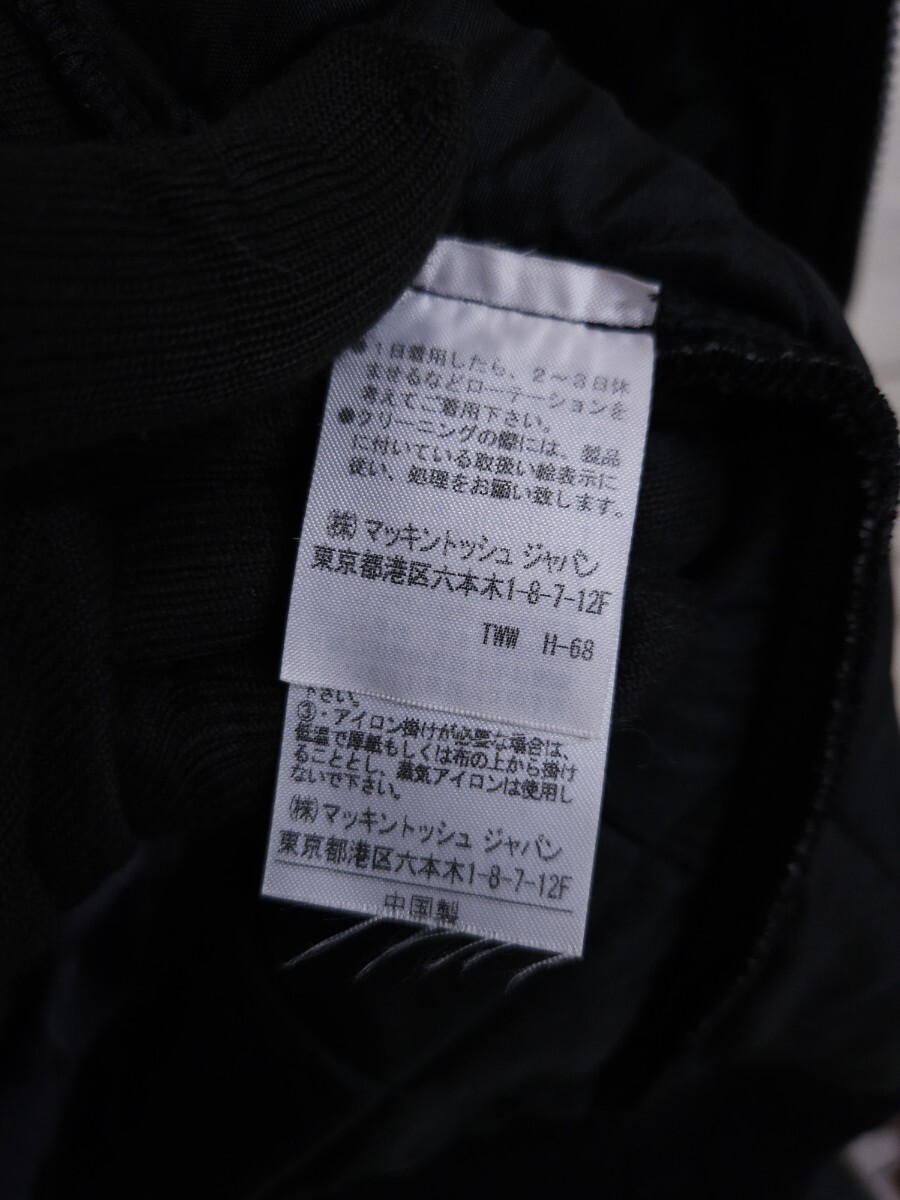 ●1日着用したら、2～3日休
ませるなどローテーションを
考えてご着用下さい。
●クリーニングの際には、製品
に付いている取扱い絵表示に
従い、処理をお願い致します。
㈱マッキントッシュ ジャパン
東京都港区六本木1-8-7-12F
TWW H-68
下さい。
③・アイロン掛けが必要な場合は、
低温で厚紙もしくは布の上から掛け
ることとし、蒸気アイロンは使用し
ないで下さい。
㈱マッキントッシュ ジャパン
東京都港区六本木1-8-7-12F
中国製